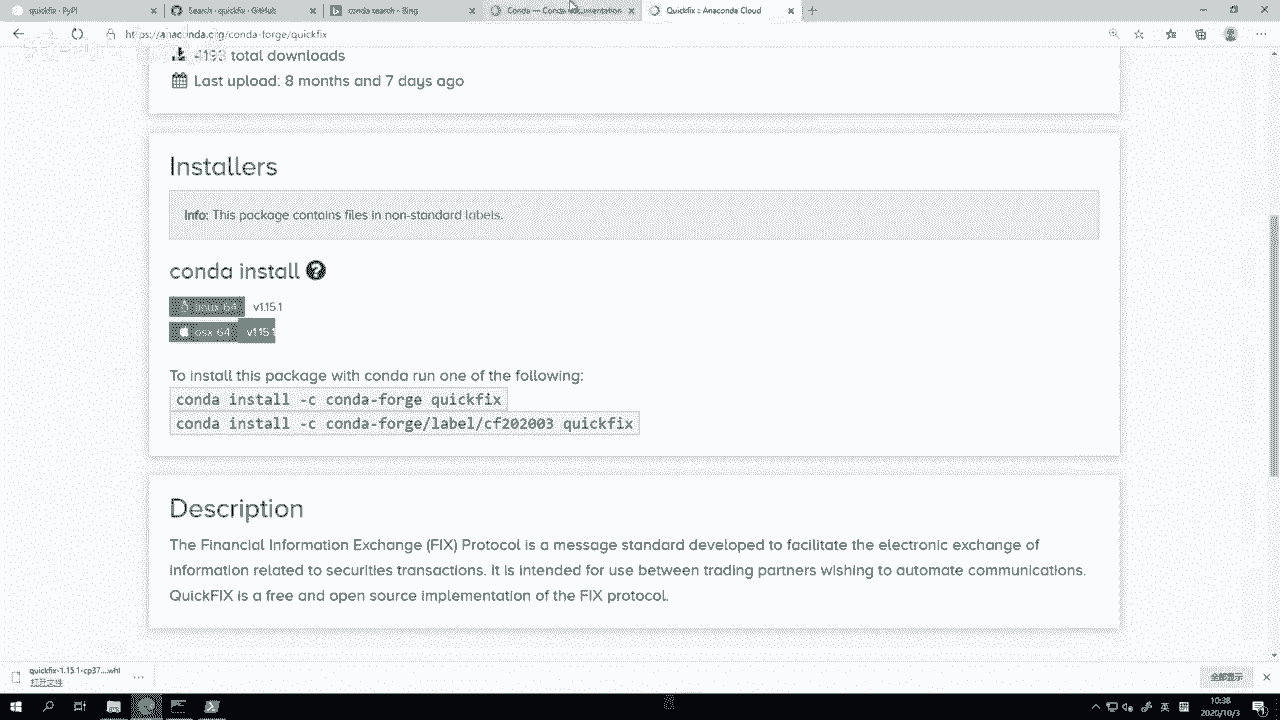 quickfix · PyPI
Search · quickfix · GitHub
conda search - Bing
Conda — Conda documentation
Quickfix :: Anaconda Cloud
https://anaconda.org/conda-forge/quickfix
4193 total downloads
Last upload: 8 months and 7 days ago
Installers
Info: This package contains files in non-standard labels.
conda install
linux-64 v1.15.1
osx-64 v1.15.1
To install this package with conda run one of the following:
conda install -c conda-forge quickfix
conda install -c conda-forge/label/cf202003 quickfix
Description
The Financial Information Exchange (FIX) Protocol is a message standard developed to facilitate the electronic exchange of
information related to securities transactions. It is intended for use between trading partners wishing to automate communications.
QuickFIX is a free and open source implementation of the FIX protocol.
quickfix-1.15.1-cp37....whl
打开文件
全部显示
英
10:38
2020/10/3